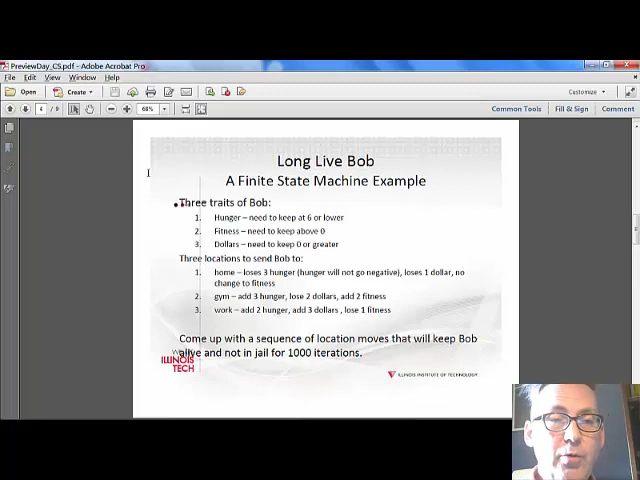 PreviewDay_CS.pdf - Adobe Acrobat Pro
File Edit View Window Help
Open Create Customize
4 / 9 68% Common Tools Fill & Sign Comment
Long Live Bob
A Finite State Machine Example
Three traits of Bob:
1. Hunger – need to keep at 6 or lower
2. Fitness – need to keep above 0
3. Dollars – need to keep 0 or greater
Three locations to send Bob to:
1. home – loses 3 hunger (hunger will not go negative), loses 1 dollar, no
change to fitness
2. gym – add 3 hunger, lose 2 dollars, add 2 fitness
3. work – add 2 hunger, add 3 dollars , lose 1 fitness
Come up with a sequence of location moves that will keep Bob
alive and not in jail for 1000 iterations.
ILLINOIS
TECH
ILLINOIS INSTITUTE OF TECHNOLOGY